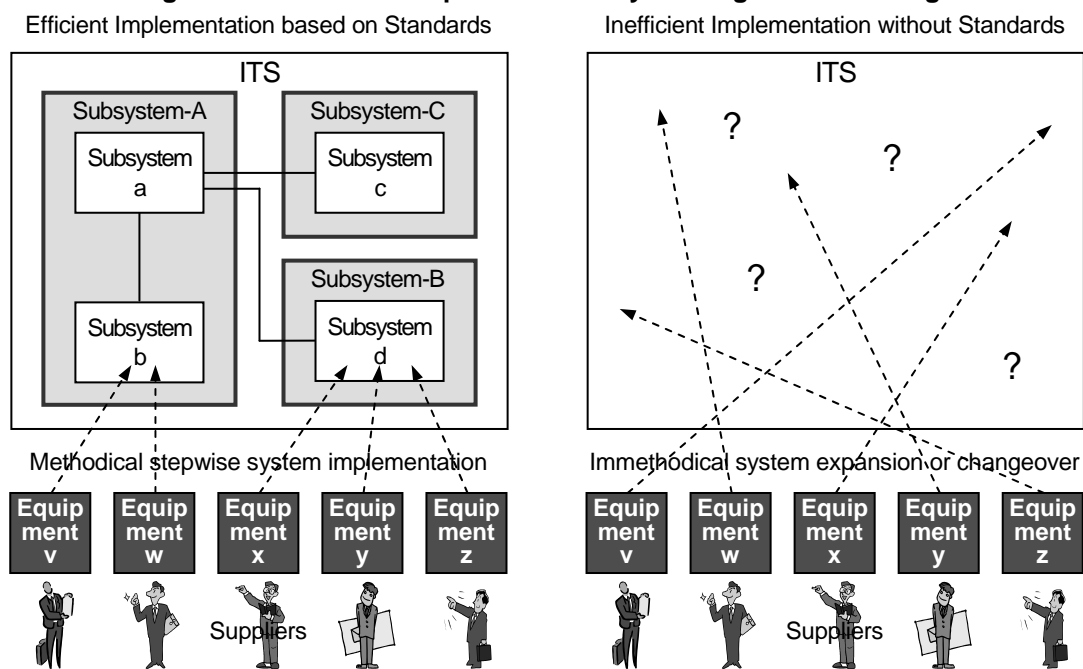 Efficient Implementation based on Standards
ITS
Subsystem-A
Subsystem
a
Subsystem
b
Subsystem-C
Subsystem
c
Subsystem-B
Subsystem
d
Methodical stepwise system implementation
Equip
ment
v
Equip
ment
w
Equip
ment
x
Equip
ment
y
Equip
ment
z
Suppliers
Inefficient Implementation without Standards
ITS
?
?
?
?
Immethodical system expansion or changeover
Equip
ment
v
Equip
ment
w
Equip
ment
x
Equip
ment
y
Equip
ment
z
Suppliers